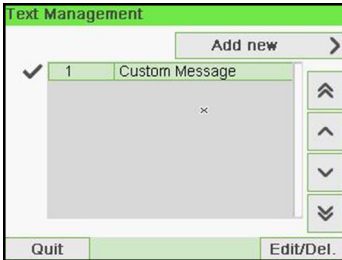 Text Management
Add new
1 Custom Message
Quit
Edit/Del.